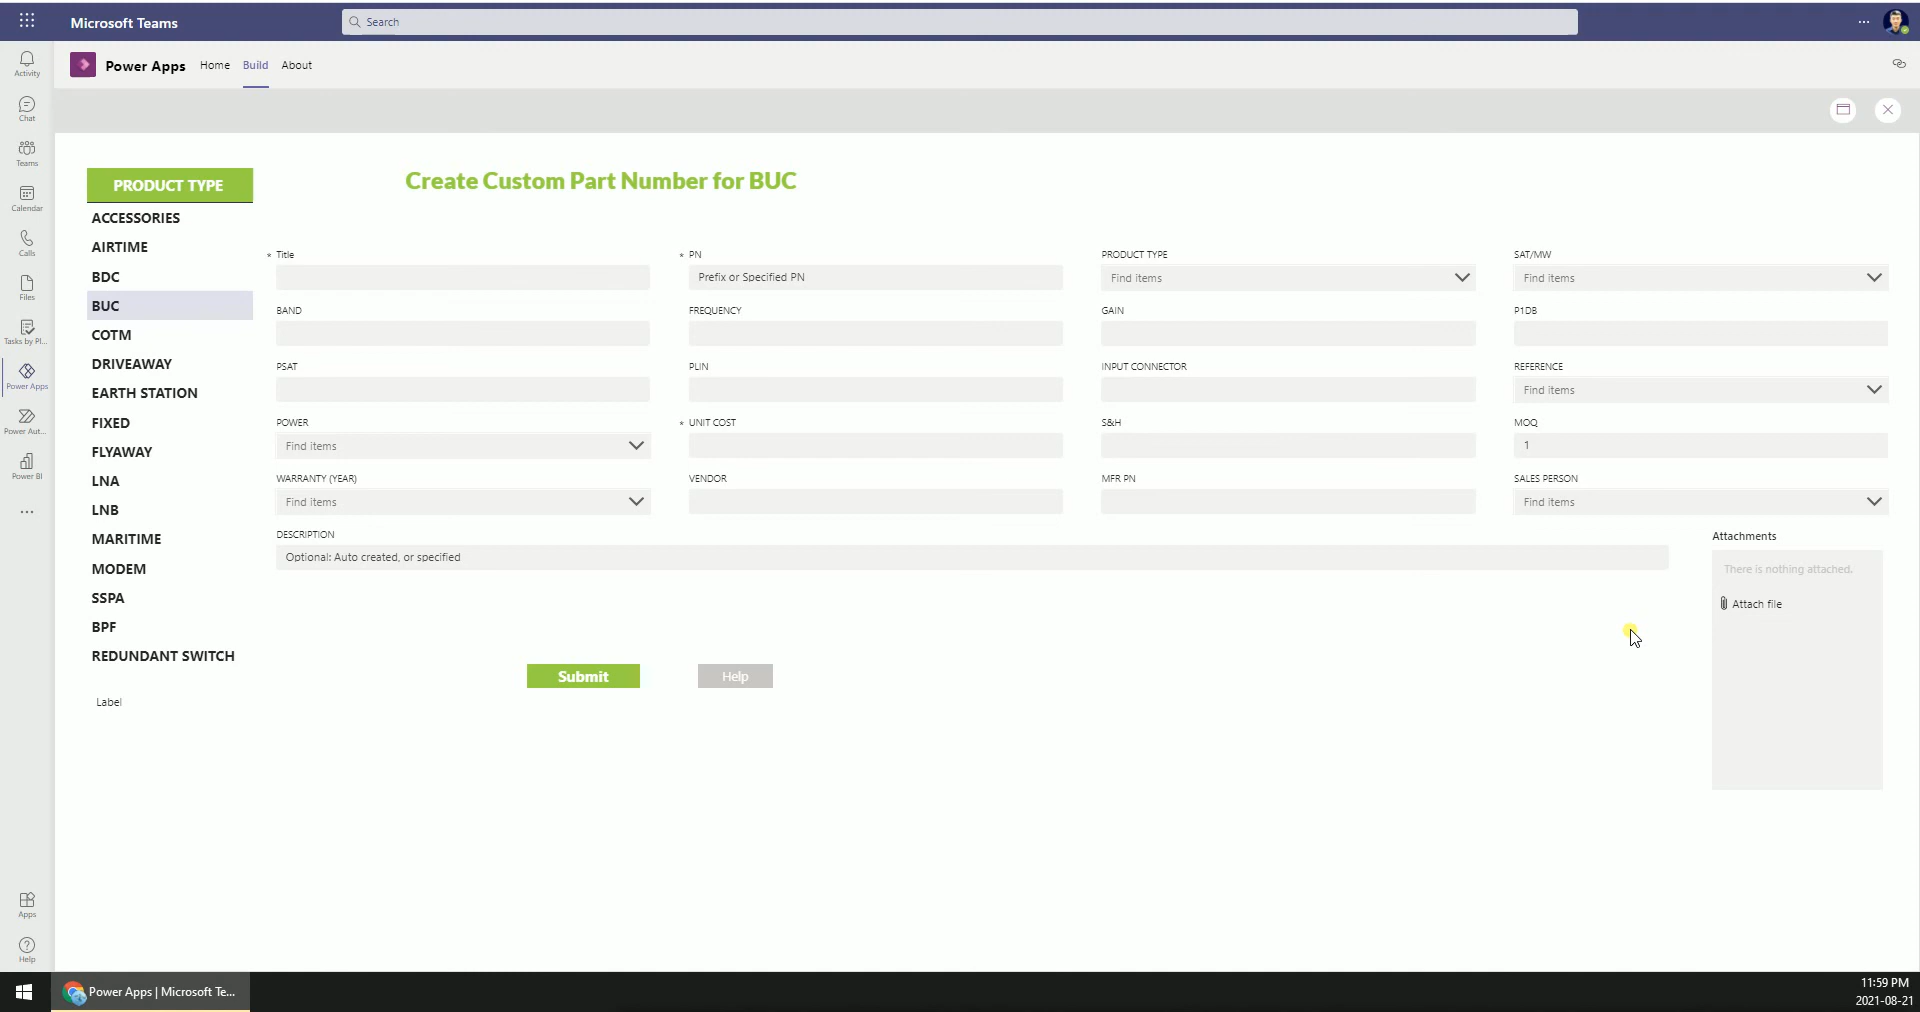 Microsoft Teams
Search
Power Apps Home Build About
Activity
Chat
Teams
Calendar
Calls
Files
Tasks by Pl...
Power Apps
Power Aut...
Power BI
Apps
Help
PRODUCT TYPE
ACCESSORIES
AIRTIME
BDC
BUC
COTM
DRIVEAWAY
EARTH STATION
FIXED
FLYAWAY
LNA
LNB
MARITIME
MODEM
SSPA
BPF
REDUNDANT SWITCH
Label
Create Custom Part Number for BUC
* Title * PN PRODUCT TYPE SAT/MW
Prefix or Specified PN Find items Find items
BAND FREQUENCY GAIN P1DB
PSAT PLIN INPUT CONNECTOR REFERENCE
Find items
POWER * UNIT COST S&H MOQ
Find items 1
WARRANTY (YEAR) VENDOR MFR PN SALES PERSON
Find items Find items
DESCRIPTION
Optional: Auto created, or specified
Attachments
There is nothing attached.
Attach file
Submit Help
Power Apps | Microsoft Te...
11:59 PM
2021-08-21